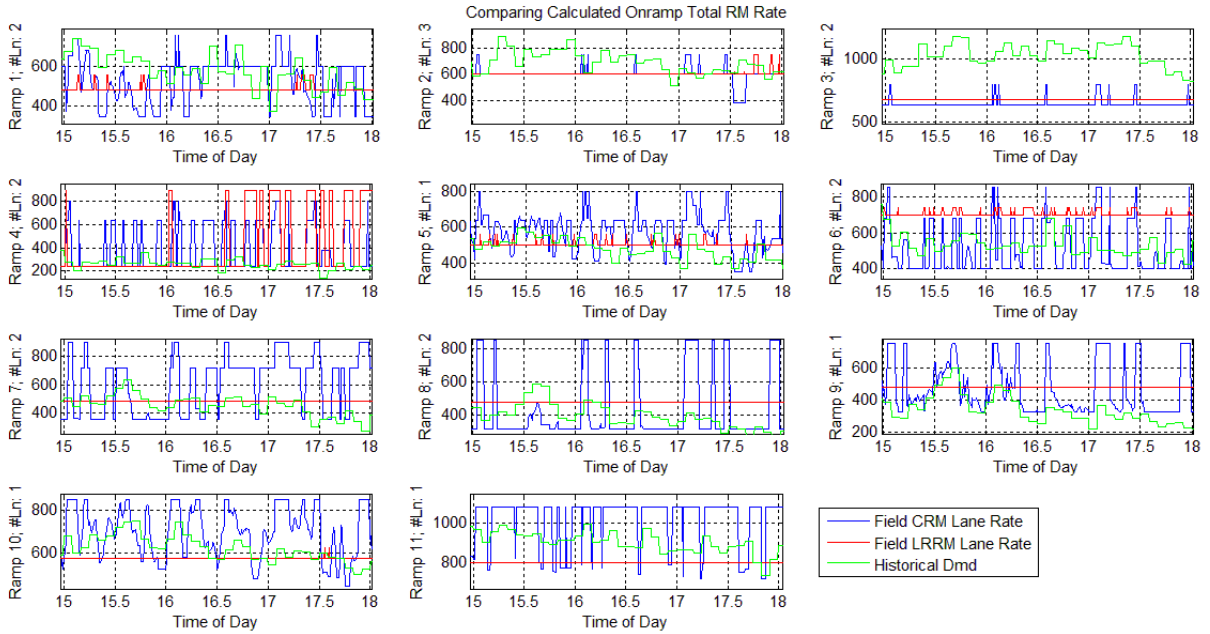 Comparing Calculated Onramp Total RM Rate
Ramp 1; #Ln: 2
600
400
15 15.5 16 16.5 17 17.5 18
Time of Day
Ramp 2; #Ln: 3
800
600
400
15 15.5 16 16.5 17 17.5 18
Time of Day
Ramp 3; #Ln: 2
1000
500
15 15.5 16 16.5 17 17.5 18
Time of Day
Ramp 4; #Ln: 2
800
600
400
200
15 15.5 16 16.5 17 17.5 18
Time of Day
Ramp 5; #Ln: 1
800
600
400
15 15.5 16 16.5 17 17.5 18
Time of Day
Ramp 6; #Ln: 2
800
600
400
15 15.5 16 16.5 17 17.5 18
Time of Day
Ramp 7; #Ln: 2
800
600
400
15 15.5 16 16.5 17 17.5 18
Time of Day
Ramp 8; #Ln: 2
800
600
400
15 15.5 16 16.5 17 17.5 18
Time of Day
Ramp 9; #Ln: 1
600
400
200
15 15.5 16 16.5 17 17.5 18
Time of Day
Ramp 10; #Ln: 1
800
600
15 15.5 16 16.5 17 17.5 18
Time of Day
Ramp 11; #Ln: 1
1000
800
15 15.5 16 16.5 17 17.5 18
Time of Day
Field CRM Lane Rate
Field LRRM Lane Rate
Historical Dmd